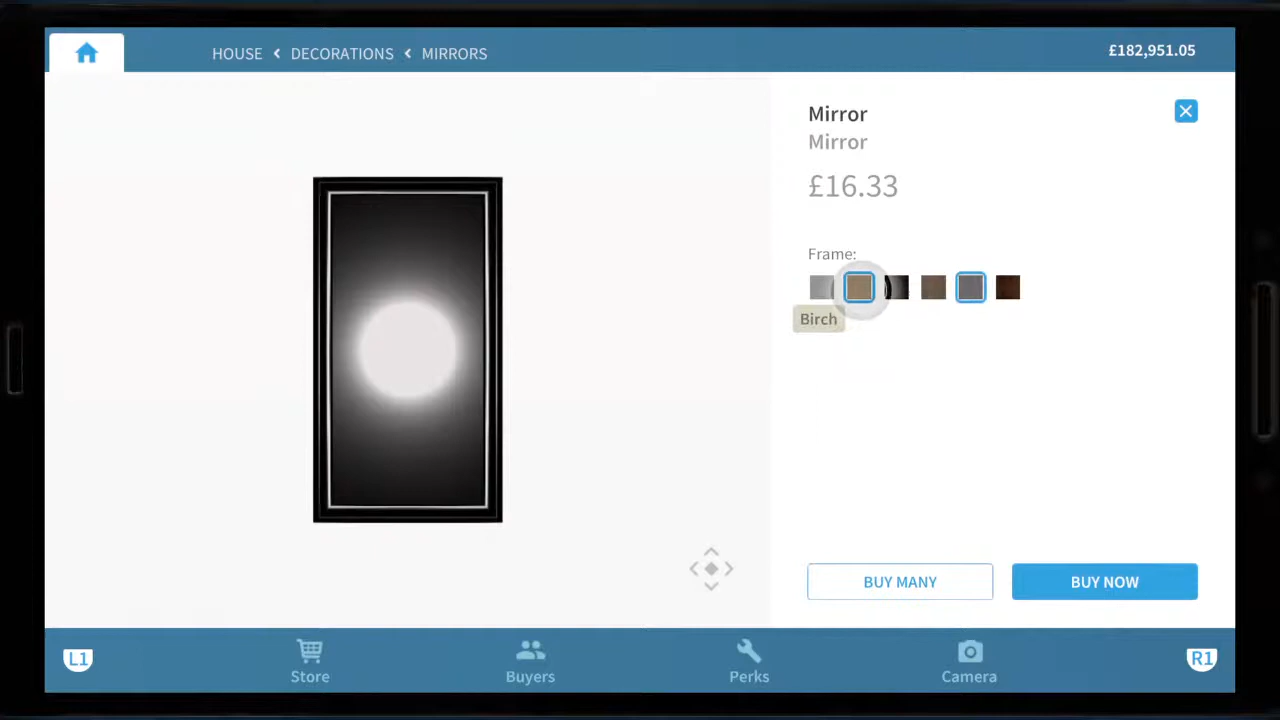 HOUSE < DECORATIONS < MIRRORS
£182,951.05
Mirror
Mirror
£16.33
Frame:
Birch
BUY MANY
BUY NOW
L1
Store
Buyers
Perks
Camera
R1